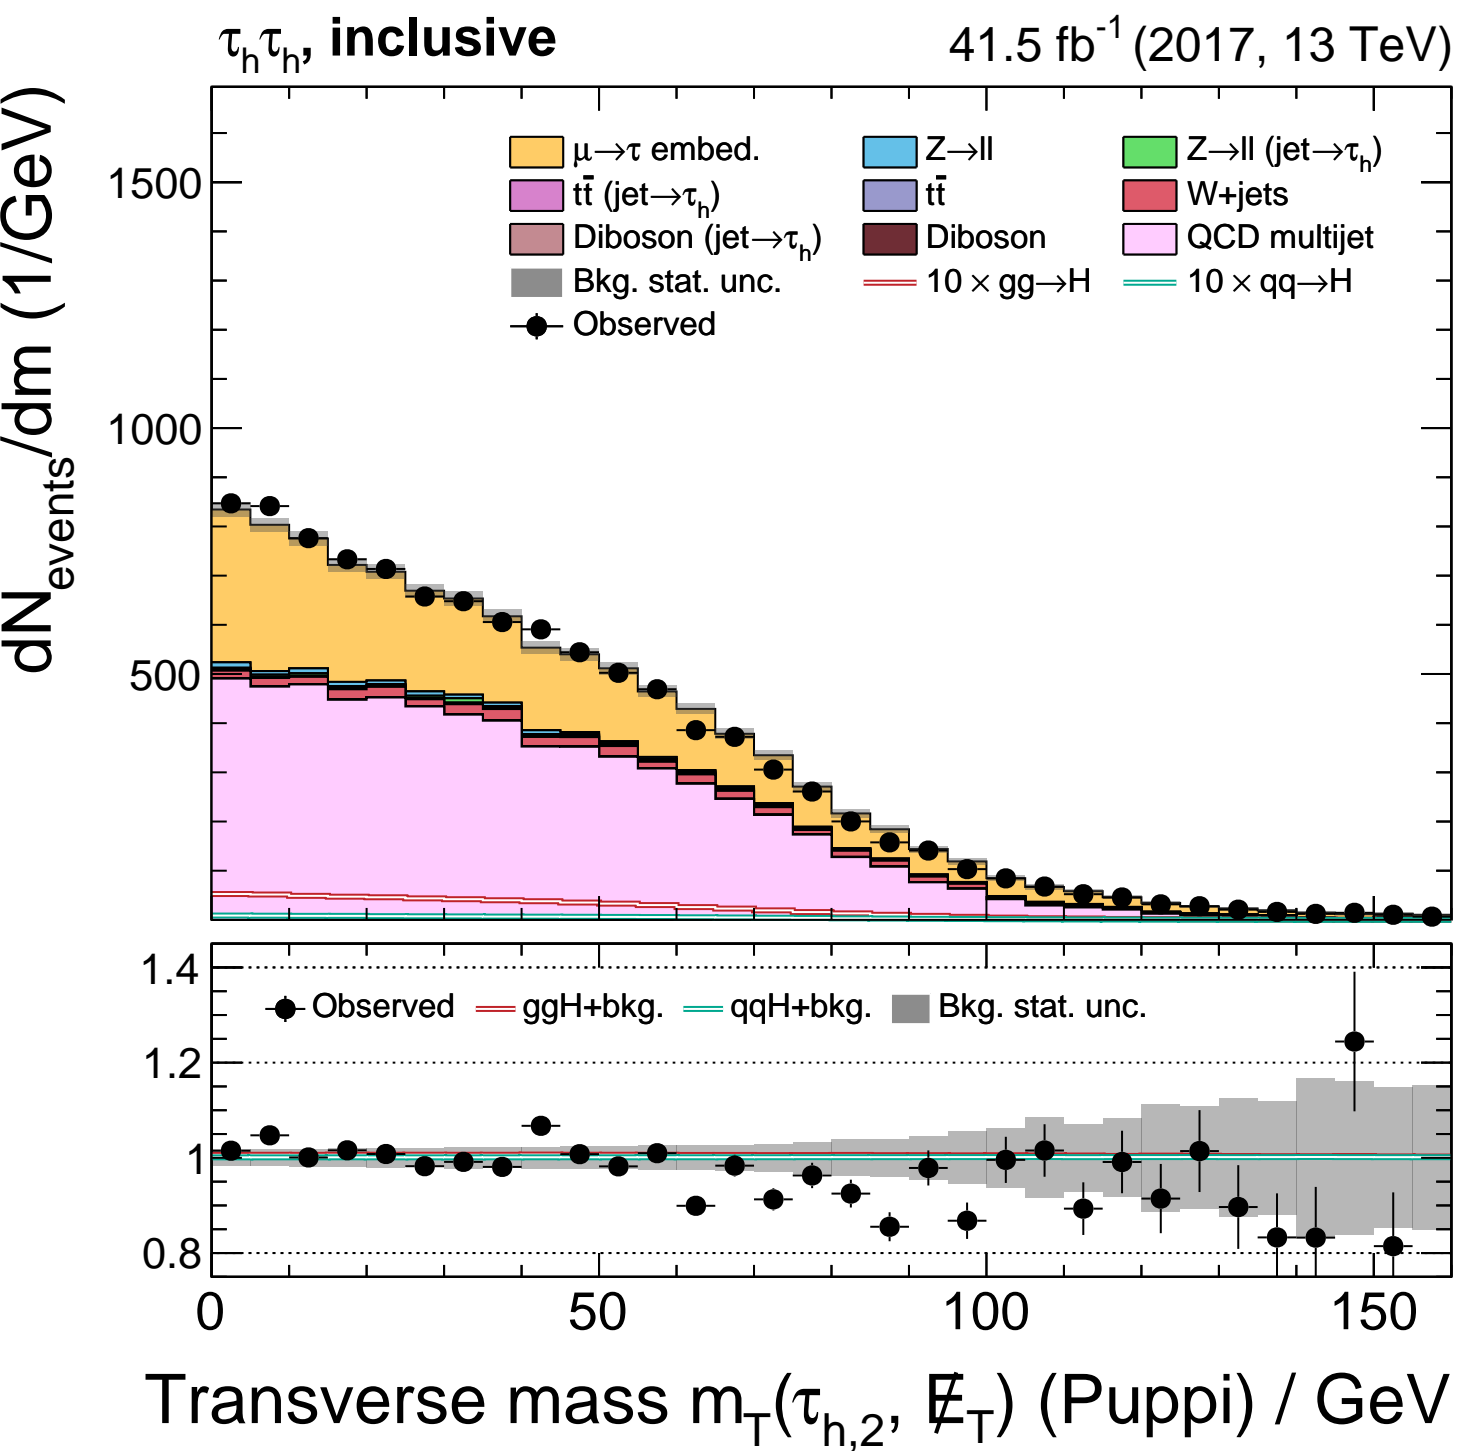 τhτh, inclusive
41.5 fb-1 (2017, 13 TeV)
dNevents/dm (1/GeV)
1500
1000
500
μ→τ embed.
Z→ll
Z→ll (jet→τh)
tt̄ (jet→τh)
tt̄
W+jets
Diboson (jet→τh)
Diboson
QCD multijet
Bkg. stat. unc.
10 × gg→H
10 × qq→H
Observed
1.4
1.2
1
0.8
Observed
ggH+bkg.
qqH+bkg.
Bkg. stat. unc.
0
50
100
150
Transverse mass mT(τh,2, E̸T) (Puppi) / GeV